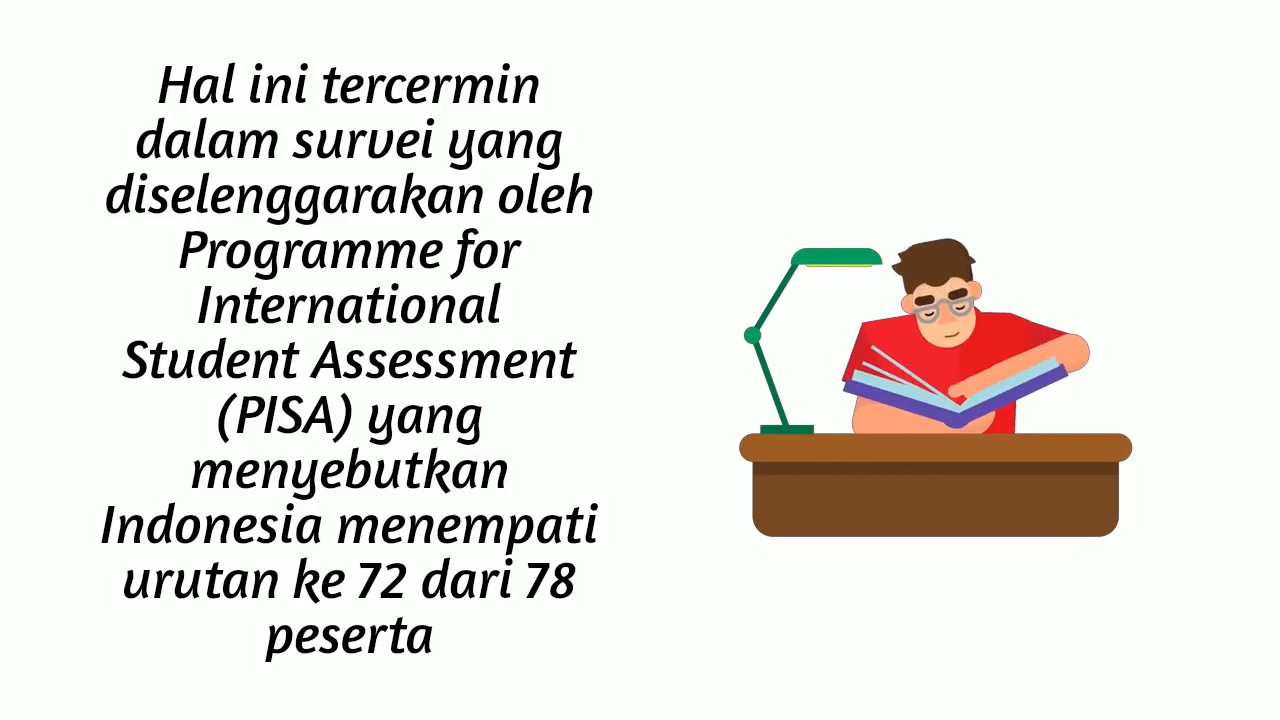 Hal ini tercermin
dalam survei yang
diselenggarakan oleh
Programme for
International
Student Assessment
(PISA) yang
menyebutkan
Indonesia menempati
urutan ke 72 dari 78
peserta